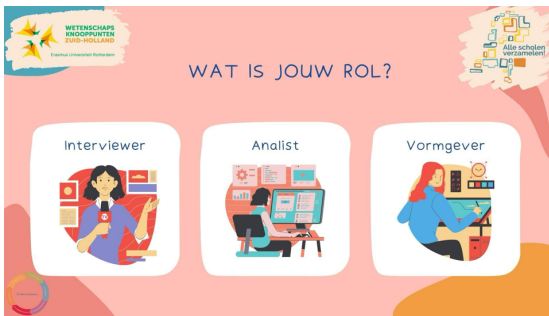 WETENSCHAPS
KNOOPPUNTEN
ZUID-HOLLAND
Erasmus Universiteit Rotterdam
Alle scholen
verzamelen!
WAT IS JOUW ROL?
Interviewer
Analist
Vormgever